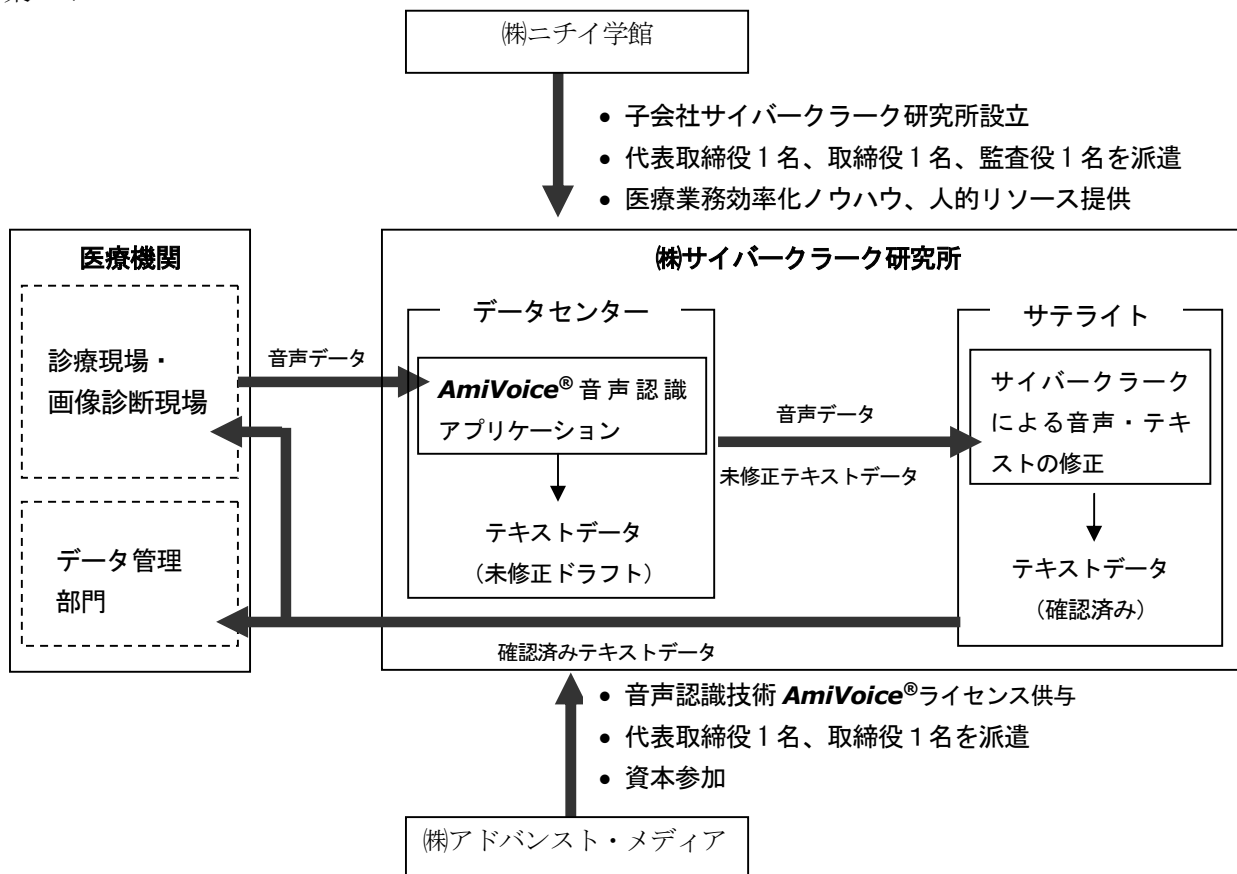 ㈱ニチイ学館
• 子会社サイバークラーク研究所設立
• 代表取締役１名、取締役１名、監査役１名を派遣
• 医療業務効率化ノウハウ、人的リソース提供
医療機関
診療現場・
画像診断現場
データ管理
部門
音声データ
㈱サイバークラーク研究所
データセンター
AmiVoice®音声認識
アプリケーション
テキストデータ
（未修正ドラフト）
音声データ
未修正テキストデータ
サテライト
サイバークラーク
による音声・テキ
ストの修正
テキストデータ
（確認済み）
確認済みテキストデータ
• 音声認識技術 AmiVoice®ライセンス供与
• 代表取締役１名、取締役１名を派遣
• 資本参加
㈱アドバンスト・メディア